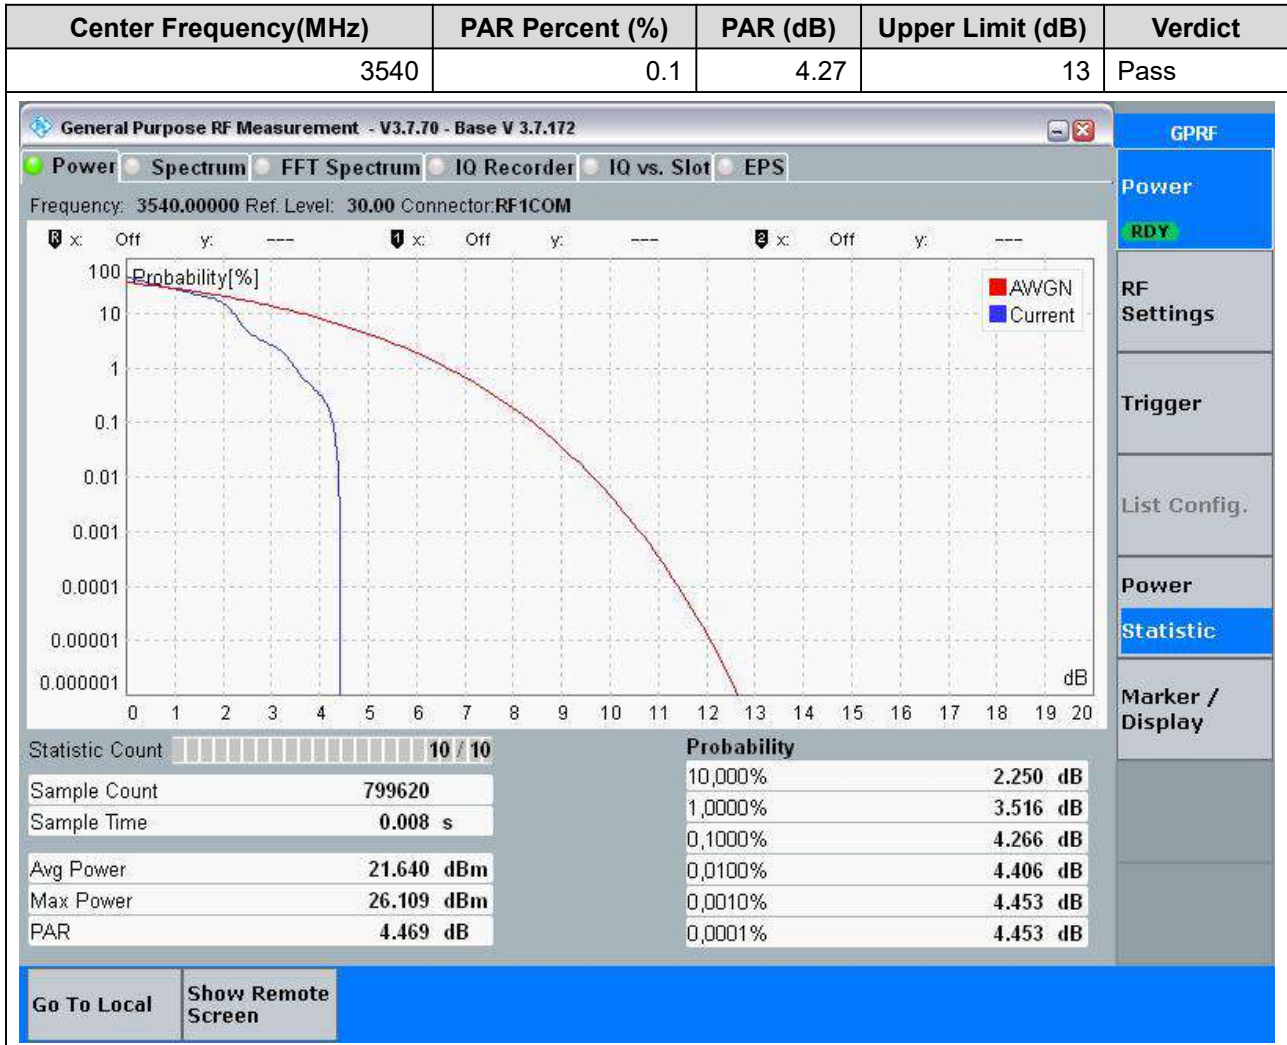 Center Frequency(MHz) PAR Percent (%) PAR (dB) Upper Limit (dB) Verdict
3540 0.1 4.27 13 Pass
General Purpose RF Measurement - V3.7.70 - Base V 3.7.172
GPRF
Power Spectrum FFT Spectrum IQ Recorder IQ vs. Slot EPS
Frequency: 3540.00000 Ref. Level: 30.00 Connector:RF1COM
R x: Off y: --- 1 x: Off y: --- 2 x: Off y: ---
Power
RDY
RF
Settings
Trigger
List Config.
Power
Statistic
Marker /
Display
Probability[%]
AWGN
Current
100
10
1
0.1
0.01
0.001
0.0001
0.00001
0.000001
dB
0 1 2 3 4 5 6 7 8 9 10 11 12 13 14 15 16 17 18 19 20
Statistic Count 10 / 10
Sample Count 799620
Sample Time 0.008 s
Avg Power 21.640 dBm
Max Power 26.109 dBm
PAR 4.469 dB
Probability
10,000% 2.250 dB
1,0000% 3.516 dB
0,1000% 4.266 dB
0,0100% 4.406 dB
0,0010% 4.453 dB
0,0001% 4.453 dB
Go To Local
Show Remote
Screen